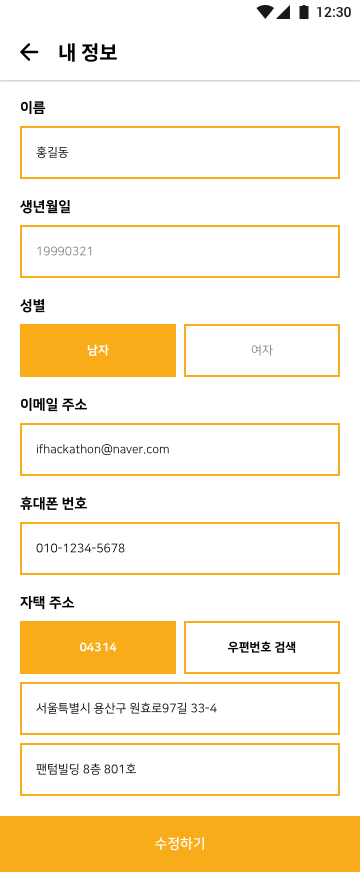 12:30
내 정보
이름
홍길동
생년월일
19990321
성별
남자 여자
이메일 주소
ifhackathon@naver.com
휴대폰 번호
010-1234-5678
자택 주소
04314 우편번호 검색
서울특별시 용산구 원효로97길 33-4
팬텀빌딩 8층 801호
수정하기